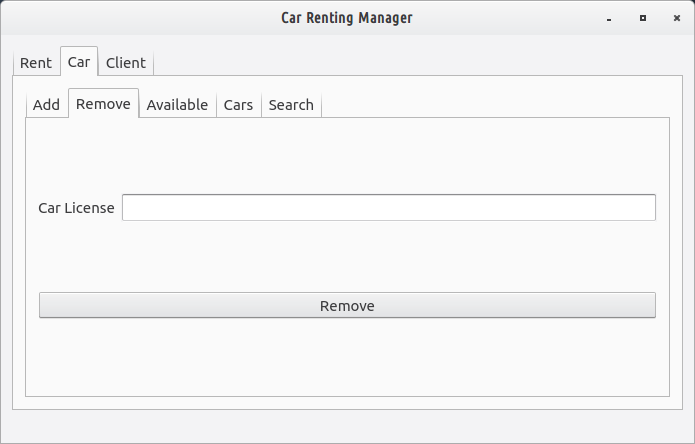 Car Renting Manager
Rent Car Client
Add Remove Available Cars Search
Car License
Remove